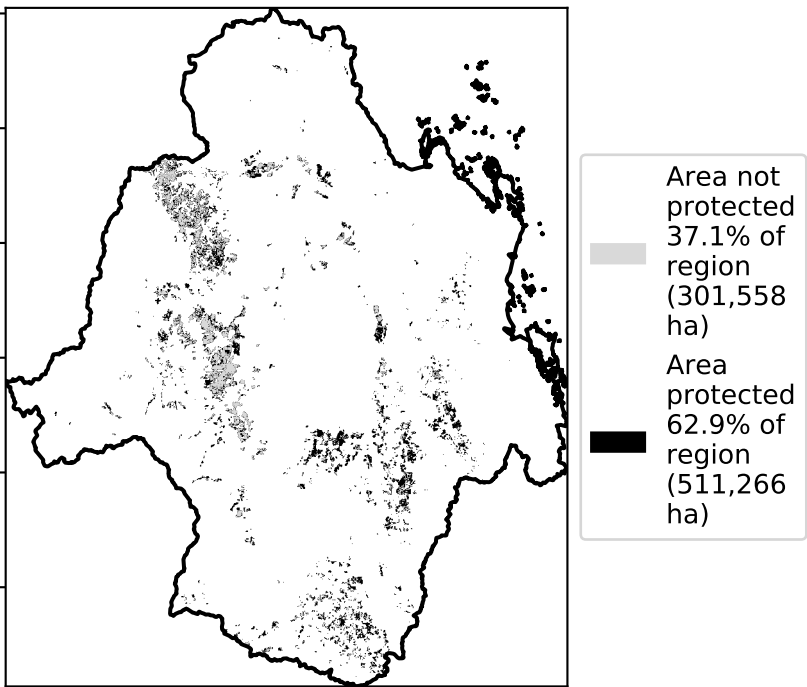 Area not
protected
37.1% of
region
(301,558
ha)
Area
protected
62.9% of
region
(511,266
ha)